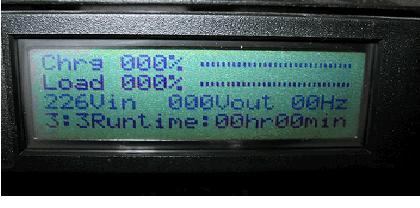 Chrg 000%
Load 000%
226Vin 000Vout 00Hz
3:3Runtime:00hr00min